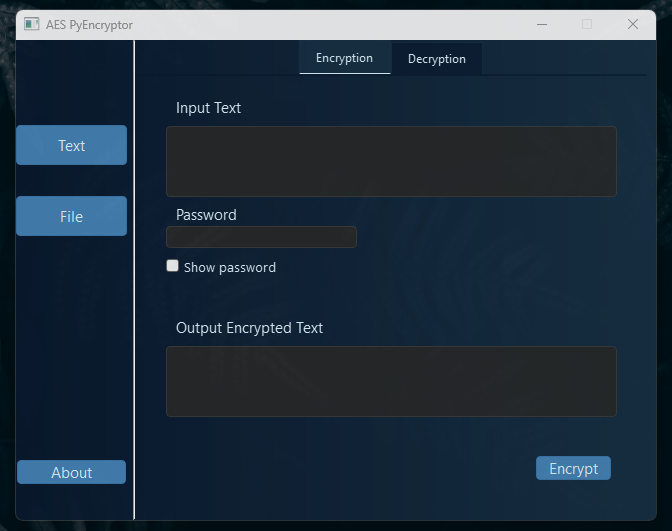 AES PyEncryptor
Encryption
Decryption
Input Text
Text
File
Password
Show password
Output Encrypted Text
About
Encrypt